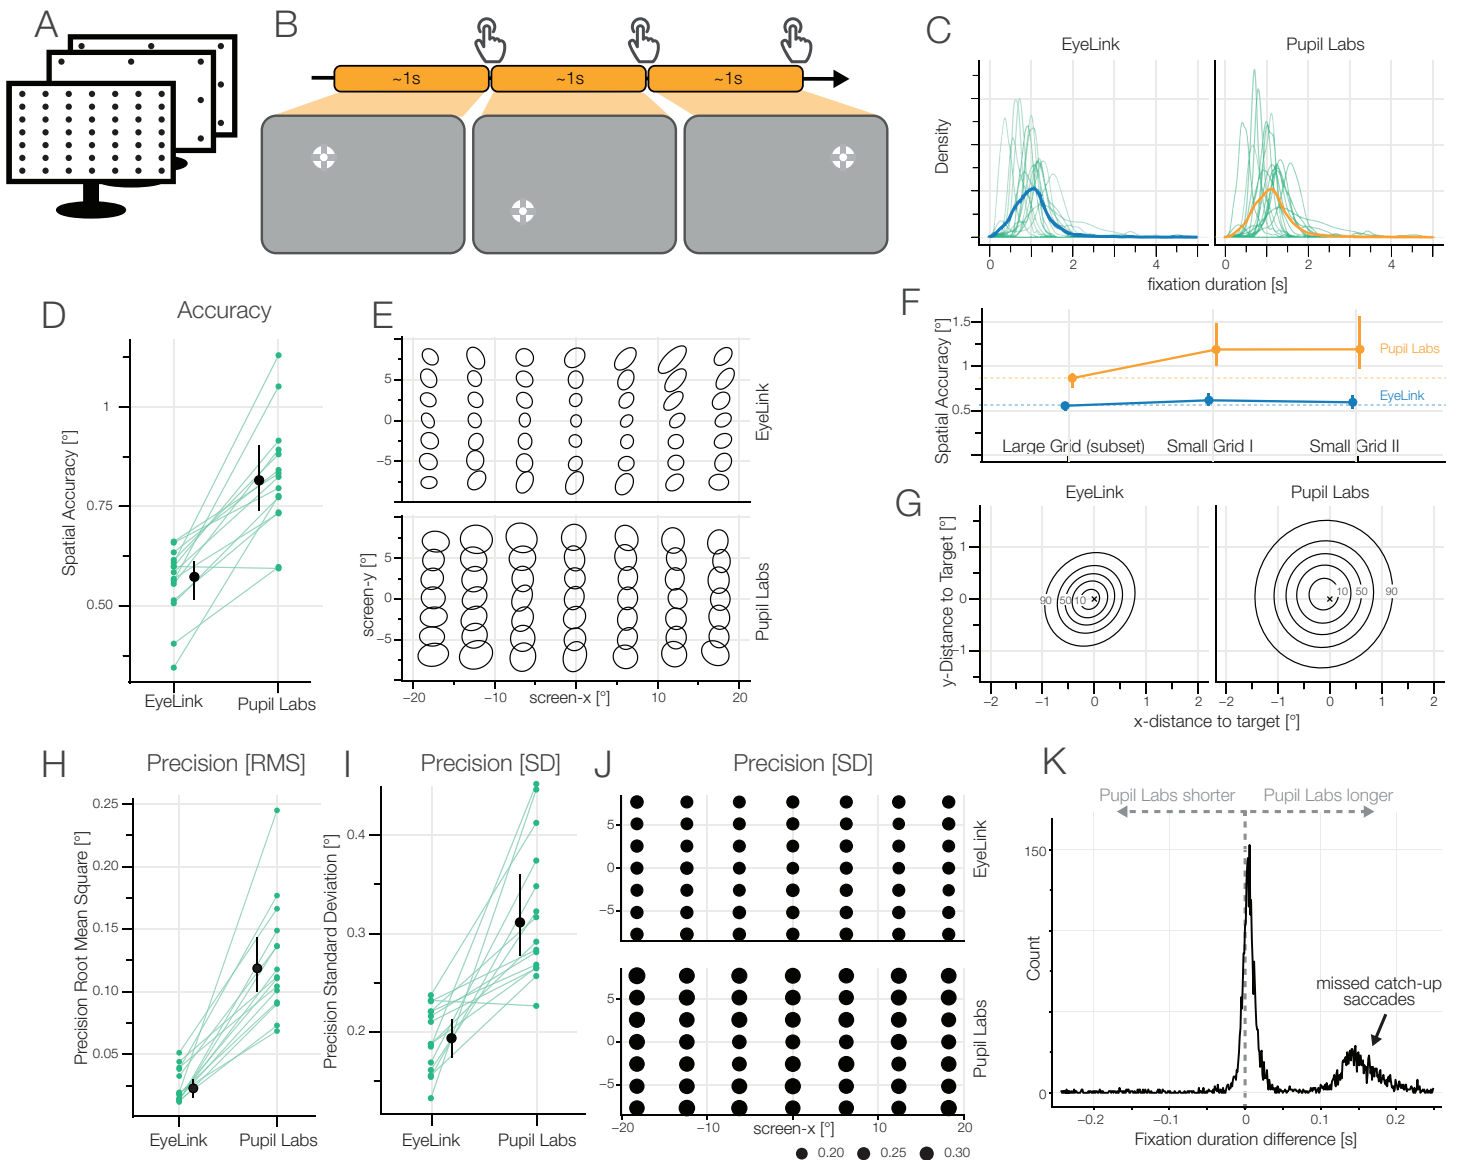 A
B
~1s
~1s
~1s
C
EyeLink
Pupil Labs
Density
0
2
4
0
2
4
fixation duration [s]
D
Accuracy
Spatial Accuracy [°]
1
0.75
0.50
EyeLink
Pupil Labs
E
5
0
−5
EyeLink
screen-y [°]
5
0
−5
Pupil Labs
−20
−10
screen-x [°]
10
20
F
Spatial Accuracy [°]
1.5
1
0.5
Pupil Labs
EyeLink
Large Grid (subset)
Small Grid I
Small Grid II
G
EyeLink
Pupil Labs
y-Distance to Target [°]
1
0
−1
90
50
10
10
50
90
−2
−1
0
1
2
−2
−1
0
1
2
x-distance to target [°]
H
Precision [RMS]
Precision Root Mean Square [°]
0.25
0.20
0.15
0.10
0.05
EyeLink
Pupil Labs
I
Precision [SD]
Precision Standard Deviation [°]
0.4
0.3
0.2
EyeLink
Pupil Labs
J
Precision [SD]
5
0
−5
EyeLink
5
0
−5
Pupil Labs
−20
−10
screen-x [°]
10
20
0.20
0.25
0.30
K
Pupil Labs shorter
Pupil Labs longer
Count
150
75
0
missed catch-up
saccades
−0.2
−0.1
0
0.1
0.2
Fixation duration difference [s]